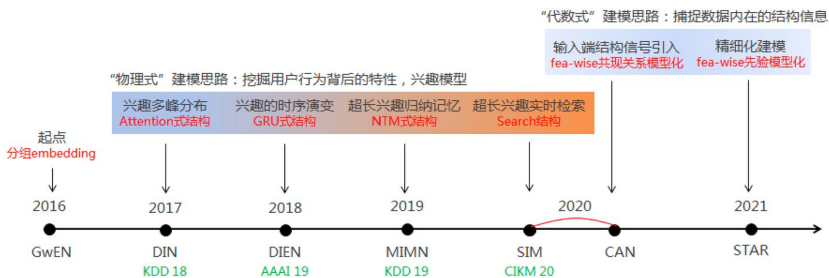 “代数式”建模思路：捕捉数据内在的结构信息
输入端结构信号引入 精细化建模
fea-wise共现关系模型化 fea-wise先验模型化
“物理式”建模思路：挖掘用户行为背后的特性，兴趣模型
兴趣多峰分布 兴趣的时序演变 超长兴趣归纳记忆 超长兴趣实时检索
Attention式结构 GRU式结构 NTM式结构 Search结构
起点
分组embedding
2016 2017 2018 2019 2020 2021
GwEN DIN DIEN MIMN SIM CAN STAR
KDD 18 AAAI 19 KDD 19 CIKM 20